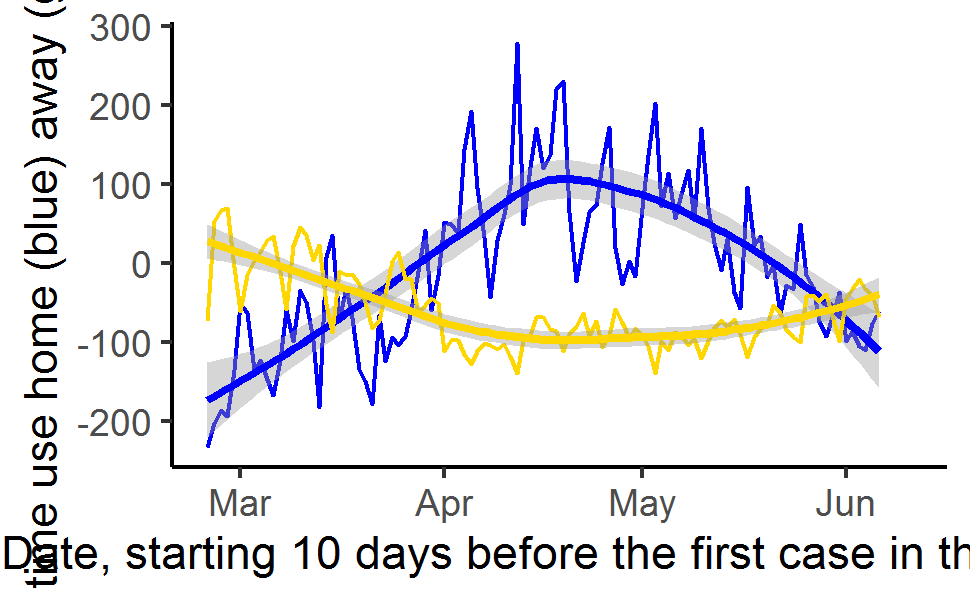 time use home (blue) away (
300
200
100
0
-100
-200
Mar Apr May Jun
Date, starting 10 days before the first case in th